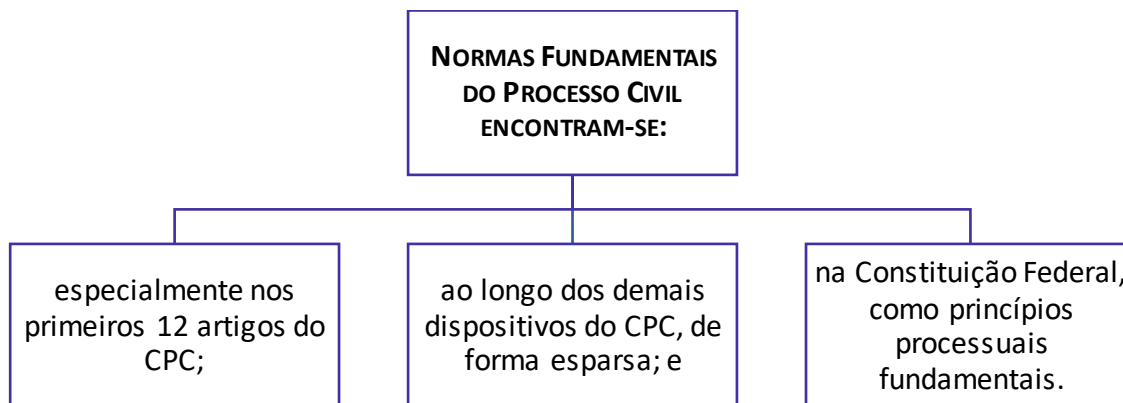 NORMAS FUNDAMENTAIS
DO PROCESSO CIVIL
ENCONTRAM-SE:
especialmente nos
primeiros 12 artigos do
CPC;
ao longo dos demais
dispositivos do CPC, de
forma esparsa; e
na Constituição Federal,
como princípios
processuais
fundamentais.